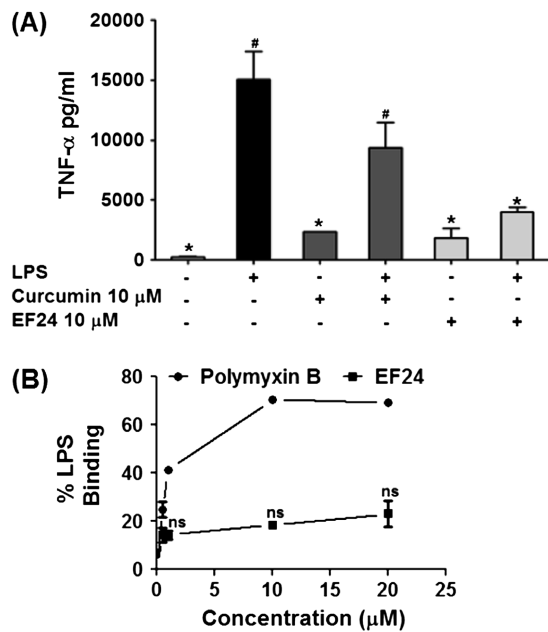 (A)
TNF-α pg/ml
20000
15000
10000
5000
0
*
#
*
#
*
*
LPS - + - + - +
Curcumin 10 μM - - + + - -
EF24 10 μM - - - - + +
(B)
Polymyxin B EF24
% LPS
Binding
80
60
40
20
0
ns
ns
ns
0 5 10 15 20 25
Concentration (μM)